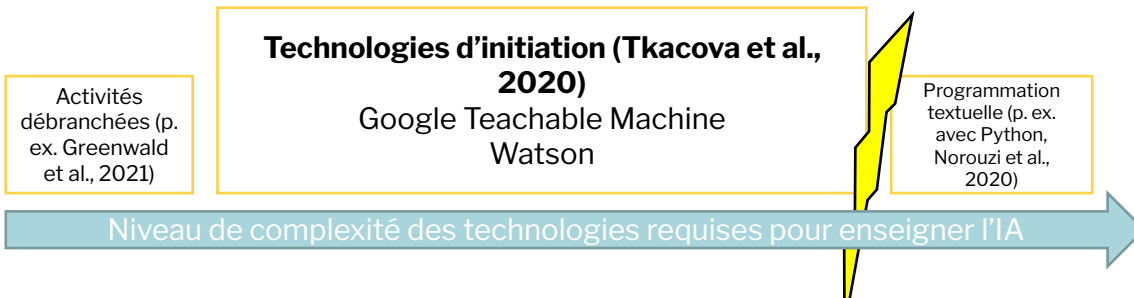 Activités
débranchées (p.
ex. Greenwald
et al., 2021)
Technologies d’initiation (Tkacova et al.,
2020)
Google Teachable Machine
Watson
Programmation
textuelle (p. ex.
avec Python,
Norouzi et al.,
2020)
Niveau de complexité des technologies requises pour enseigner l’IA